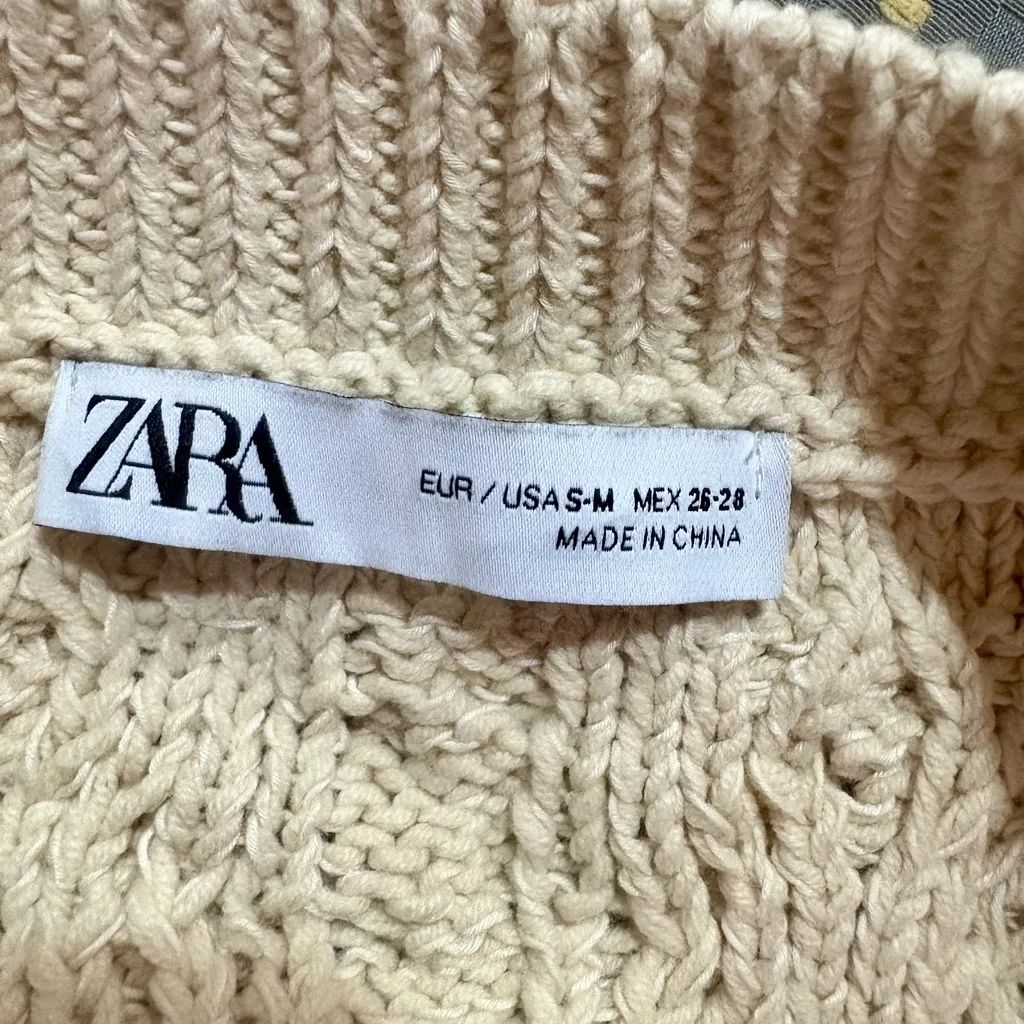 ZARA
EUR / USA S-M MEX 26-28
MADE IN CHINA